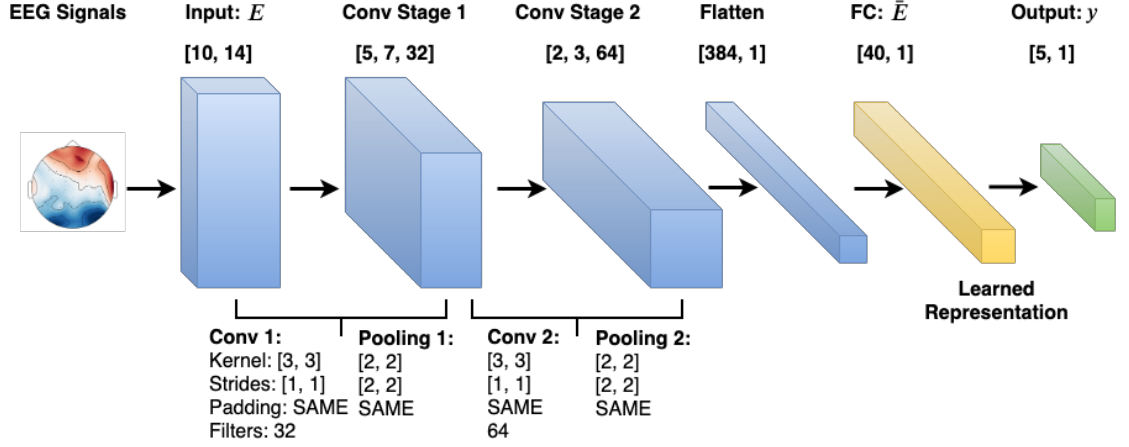 EEG Signals Input: E Conv Stage 1 Conv Stage 2 Flatten FC: Ē Output: y
[10, 14] [5, 7, 32] [2, 3, 64] [384, 1] [40, 1] [5, 1]
Learned
Representation
Conv 1: Pooling 1: Conv 2: Pooling 2:
Kernel: [3, 3] [2, 2] [3, 3] [2, 2]
Strides: [1, 1] [2, 2] [1, 1] [2, 2]
Padding: SAME SAME SAME SAME
Filters: 32 64